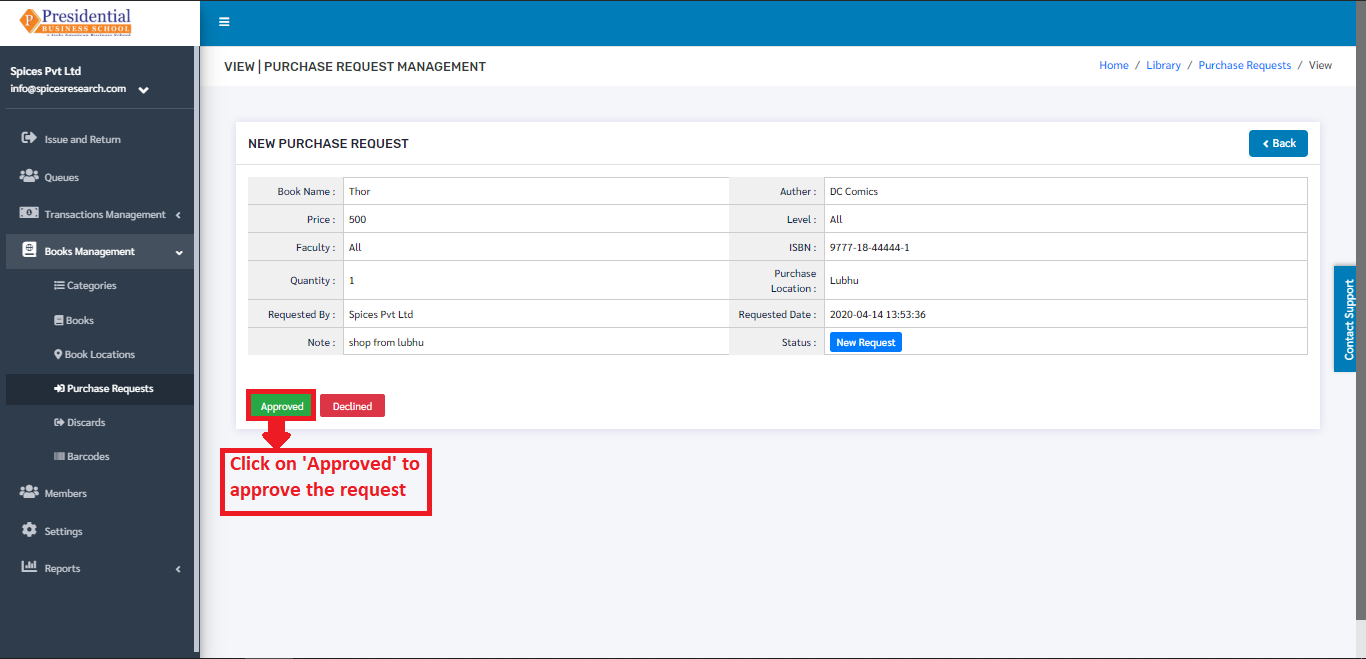 Presidential
BUSINESS SCHOOL
Spices Pvt Ltd
info@spicesresearch.com
Issue and Return
Queues
Transactions Management
Books Management
Categories
Books
Book Locations
Purchase Requests
Discards
Barcodes
Members
Settings
Reports
VIEW | PURCHASE REQUEST MANAGEMENT
Home / Library / Purchase Requests / View
NEW PURCHASE REQUEST
Back
Book Name : Thor Auther : DC Comics
Price : 500 Level : All
Faculty : All ISBN : 9777-18-44444-1
Quantity : 1 Purchase Location : Lubhu
Requested By : Spices Pvt Ltd Requested Date : 2020-04-14 13:53:36
Note : shop from lubhu Status : New Request
Approved Declined
Click on 'Approved' to
approve the request
Contact Support